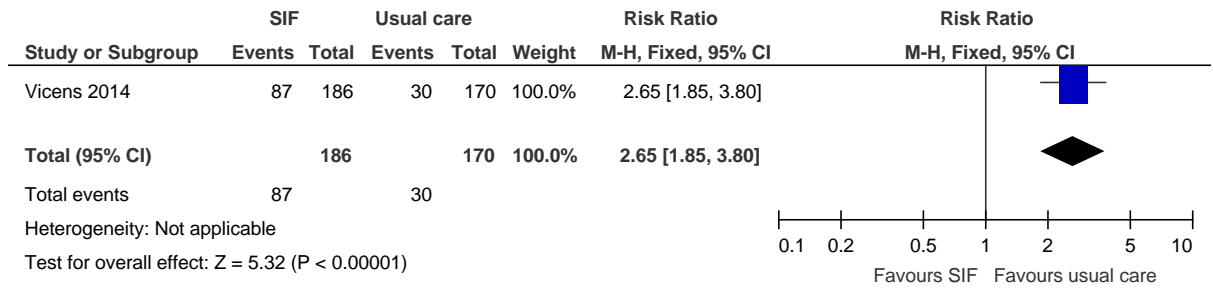 SIF Usual care Risk Ratio Risk Ratio
Study or Subgroup Events Total Events Total Weight M-H, Fixed, 95% CI M-H, Fixed, 95% CI
Vicens 2014 87 186 30 170 100.0% 2.65 [1.85, 3.80]
Total (95% CI) 186 170 100.0% 2.65 [1.85, 3.80]
Total events 87 30
Heterogeneity: Not applicable
Test for overall effect: Z = 5.32 (P < 0.00001)
0.1 0.2 0.5 1 2 5 10
Favours SIF Favours usual care